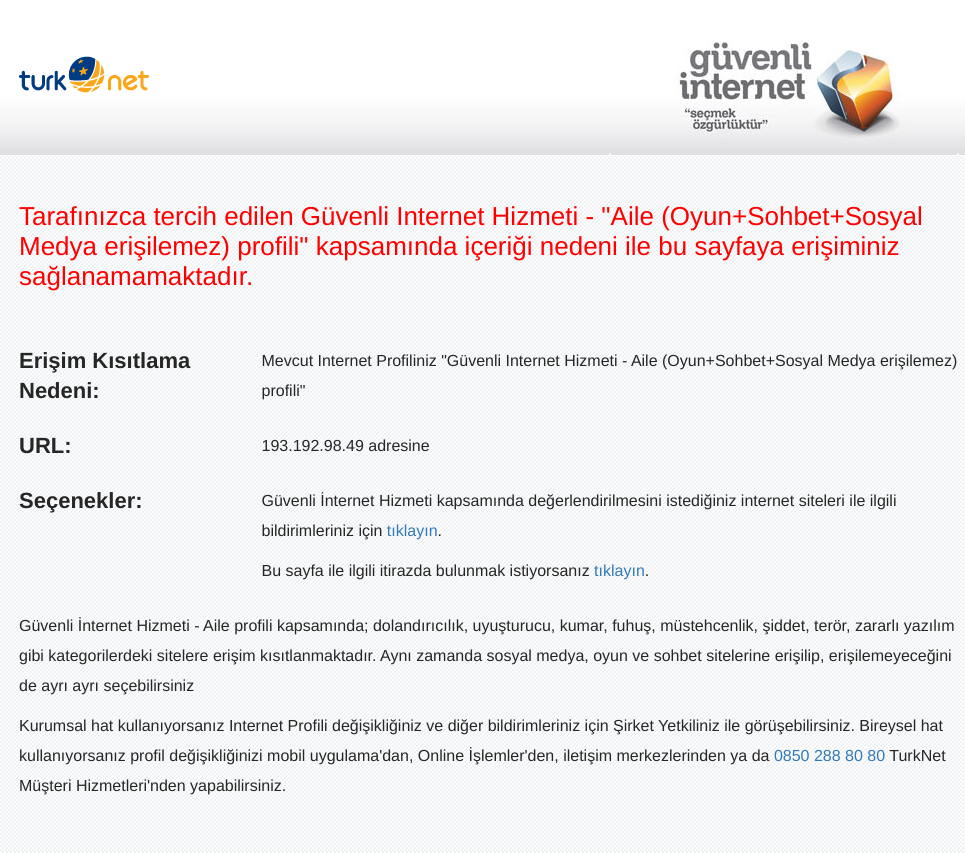 turk net
güvenli
internet
“seçmek
özgürlüktür”
Tarafınızca tercih edilen Güvenli Internet Hizmeti - "Aile (Oyun+Sohbet+Sosyal
Medya erişilemez) profili" kapsamında içeriği nedeni ile bu sayfaya erişiminiz
sağlanamamaktadır.
Erişim Kısıtlama
Nedeni:
Mevcut Internet Profiliniz "Güvenli Internet Hizmeti - Aile (Oyun+Sohbet+Sosyal Medya erişilemez)
profili"
URL:
193.192.98.49 adresine
Seçenekler:
Güvenli İnternet Hizmeti kapsamında değerlendirilmesini istediğiniz internet siteleri ile ilgili
bildirimleriniz için tıklayın.
Bu sayfa ile ilgili itirazda bulunmak istiyorsanız tıklayın.
Güvenli İnternet Hizmeti - Aile profili kapsamında; dolandırıcılık, uyuşturucu, kumar, fuhuş, müstehcenlik, şiddet, terör, zararlı yazılım
gibi kategorilerdeki sitelere erişim kısıtlanmaktadır. Aynı zamanda sosyal medya, oyun ve sohbet sitelerine erişilip, erişilemeyeceğini
de ayrı ayrı seçebilirsiniz
Kurumsal hat kullanıyorsanız Internet Profili değişikliğiniz ve diğer bildirimleriniz için Şirket Yetkiliniz ile görüşebilirsiniz. Bireysel hat
kullanıyorsanız profil değişikliğinizi mobil uygulama'dan, Online İşlemler'den, iletişim merkezlerinden ya da 0850 288 80 80 TurkNet
Müşteri Hizmetleri'nden yapabilirsiniz.